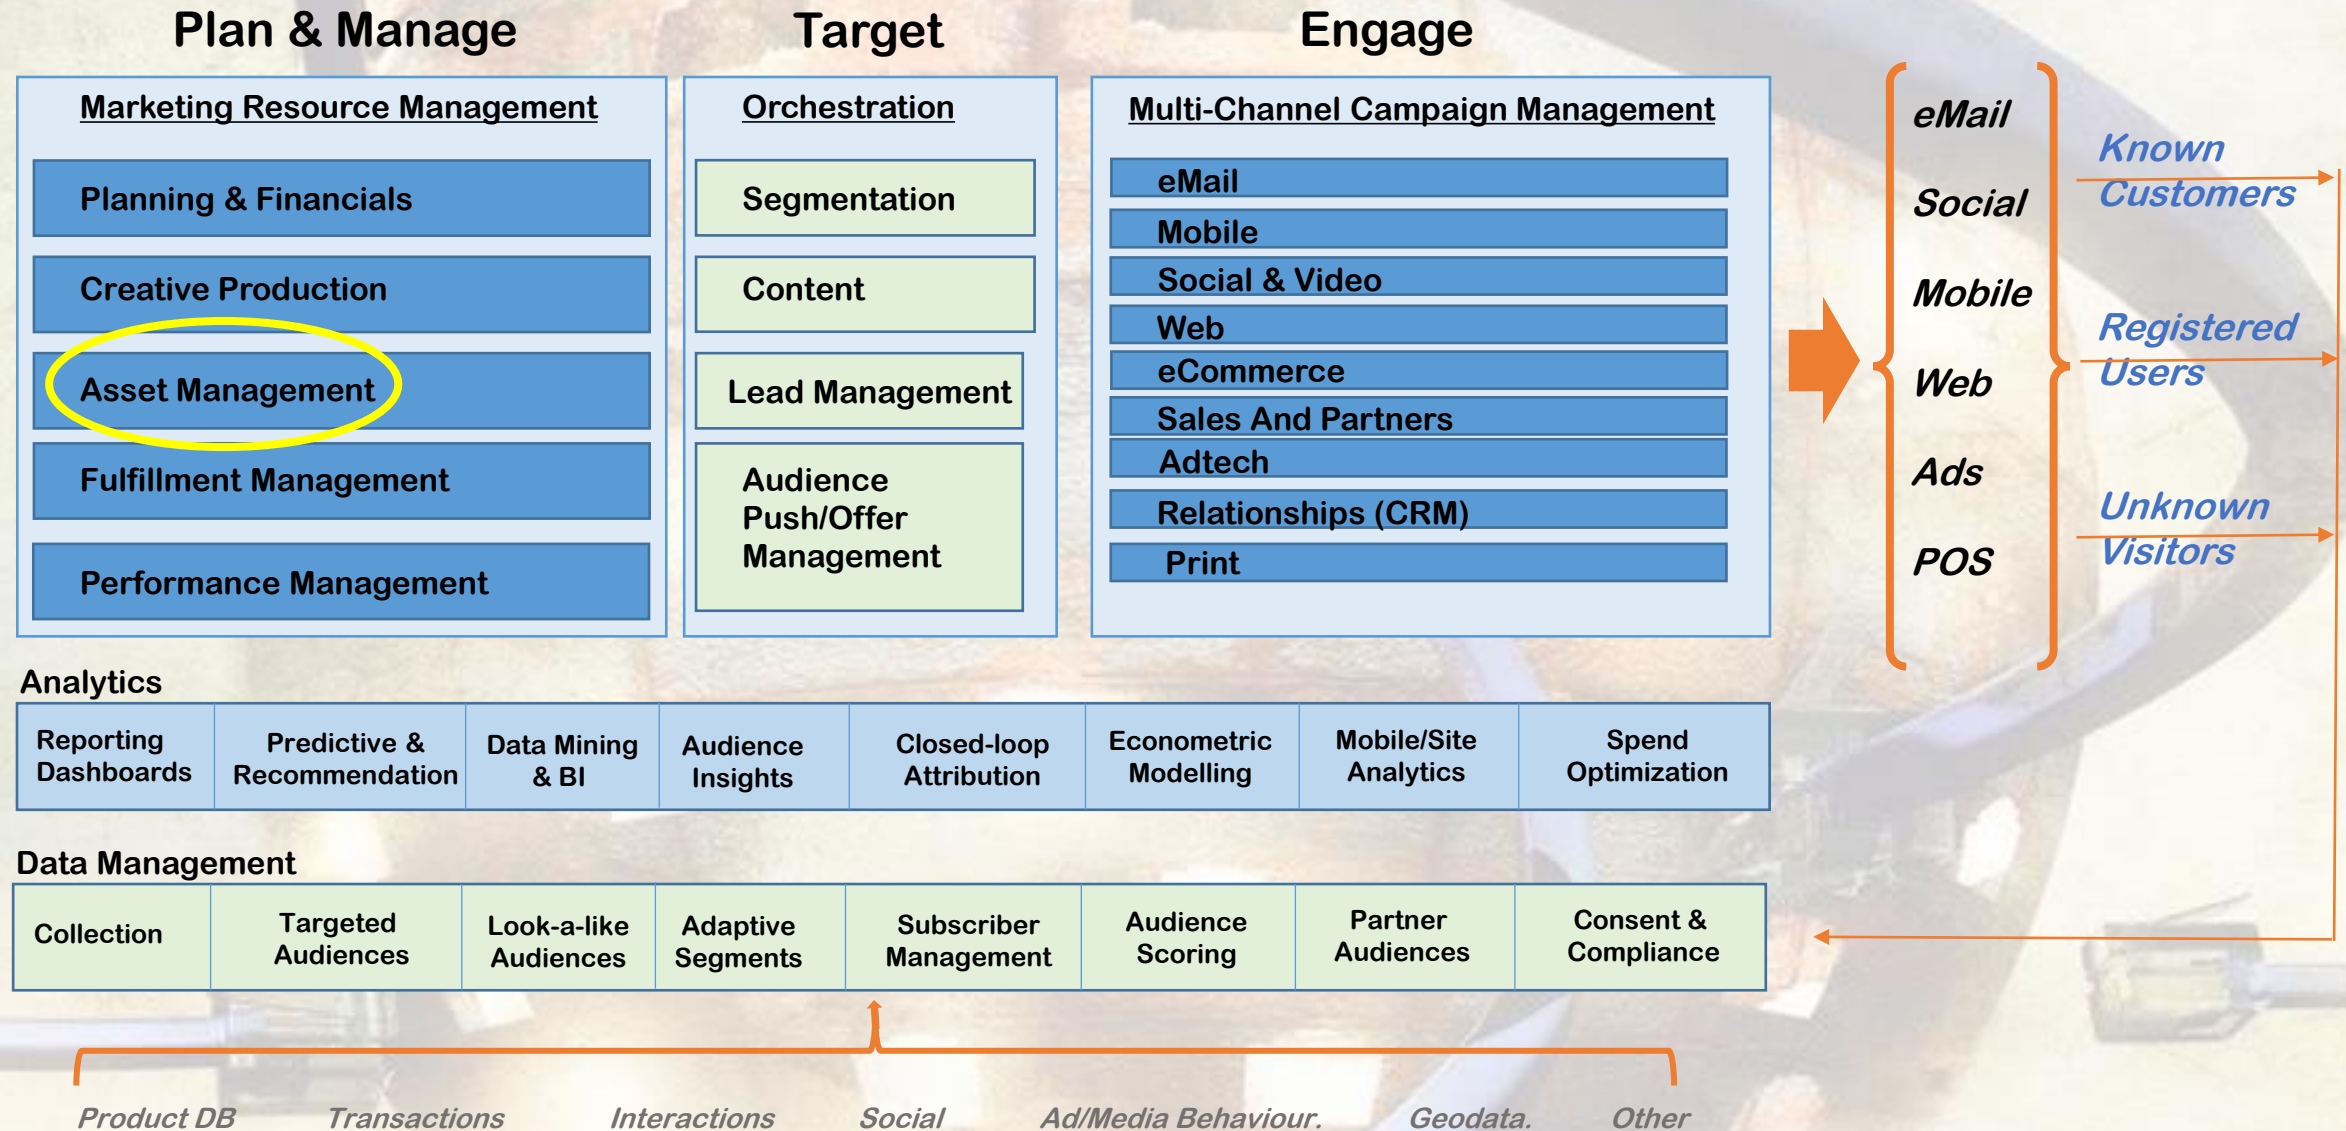 Plan & Manage
Target
Engage
Marketing Resource Management
Planning & Financials
Creative Production
Asset Management
Fulfillment Management
Performance Management
Orchestration
Segmentation
Content
Lead Management
Audience
Push/Offer
Management
Multi-Channel Campaign Management
eMail
Mobile
Social & Video
Web
eCommerce
Sales And Partners
Adtech
Relationships (CRM)
Print
eMail
Social
Mobile
Web
Ads
POS
Known
Customers
Registered
Users
Unknown
Visitors
Analytics
Reporting
Dashboards
Predictive &
Recommendation
Data Mining
& BI
Audience
Insights
Closed-loop
Attribution
Econometric
Modelling
Mobile/Site
Analytics
Spend
Optimization
Data Management
Collection
Targeted
Audiences
Look-a-like
Audiences
Adaptive
Segments
Subscriber
Management
Audience
Scoring
Partner
Audiences
Consent &
Compliance
Product DB
Transactions
Interactions
Social
Ad/Media Behaviour.
Geodata.
Other